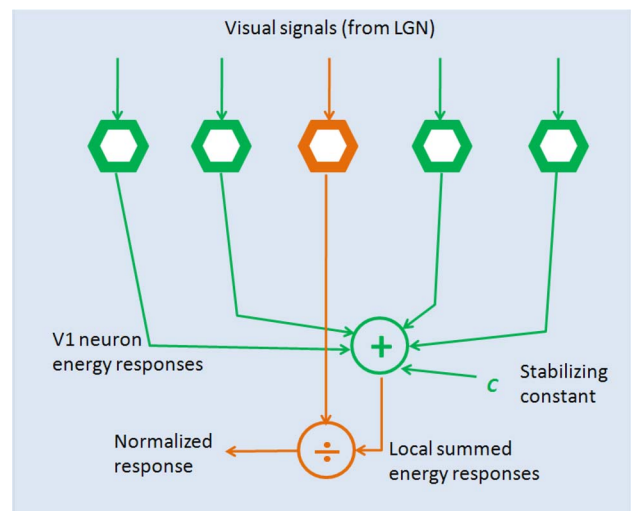 Visual signals (from LGN)
+
V1 neuron
energy responses
C
Stabilizing
constant
Normalized
response
÷
Local summed
energy responses